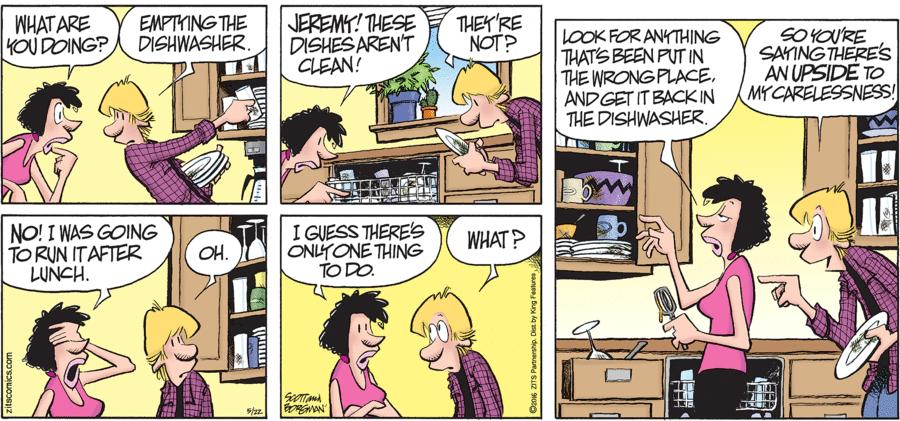 WHAT ARE
YOU DOING?
EMPTYING THE
DISHWASHER.
JEREMY! THESE
DISHES AREN'T
CLEAN!
THEY'RE
NOT?
NO! I WAS GOING
TO RUN IT AFTER
LUNCH.
OH.
zitscomics.com
5/22
I GUESS THERE'S
ONLY ONE THING
TO DO.
WHAT?
SCOTT and
BORGMAN
©2016 ZITS Partnership. Dist. by King Features
LOOK FOR ANYTHING
THAT'S BEEN PUT IN
THE WRONG PLACE,
AND GET IT BACK IN
THE DISHWASHER.
SO YOU'RE
SAYING THERE'S
AN UPSIDE TO
MY CARELESSNESS!